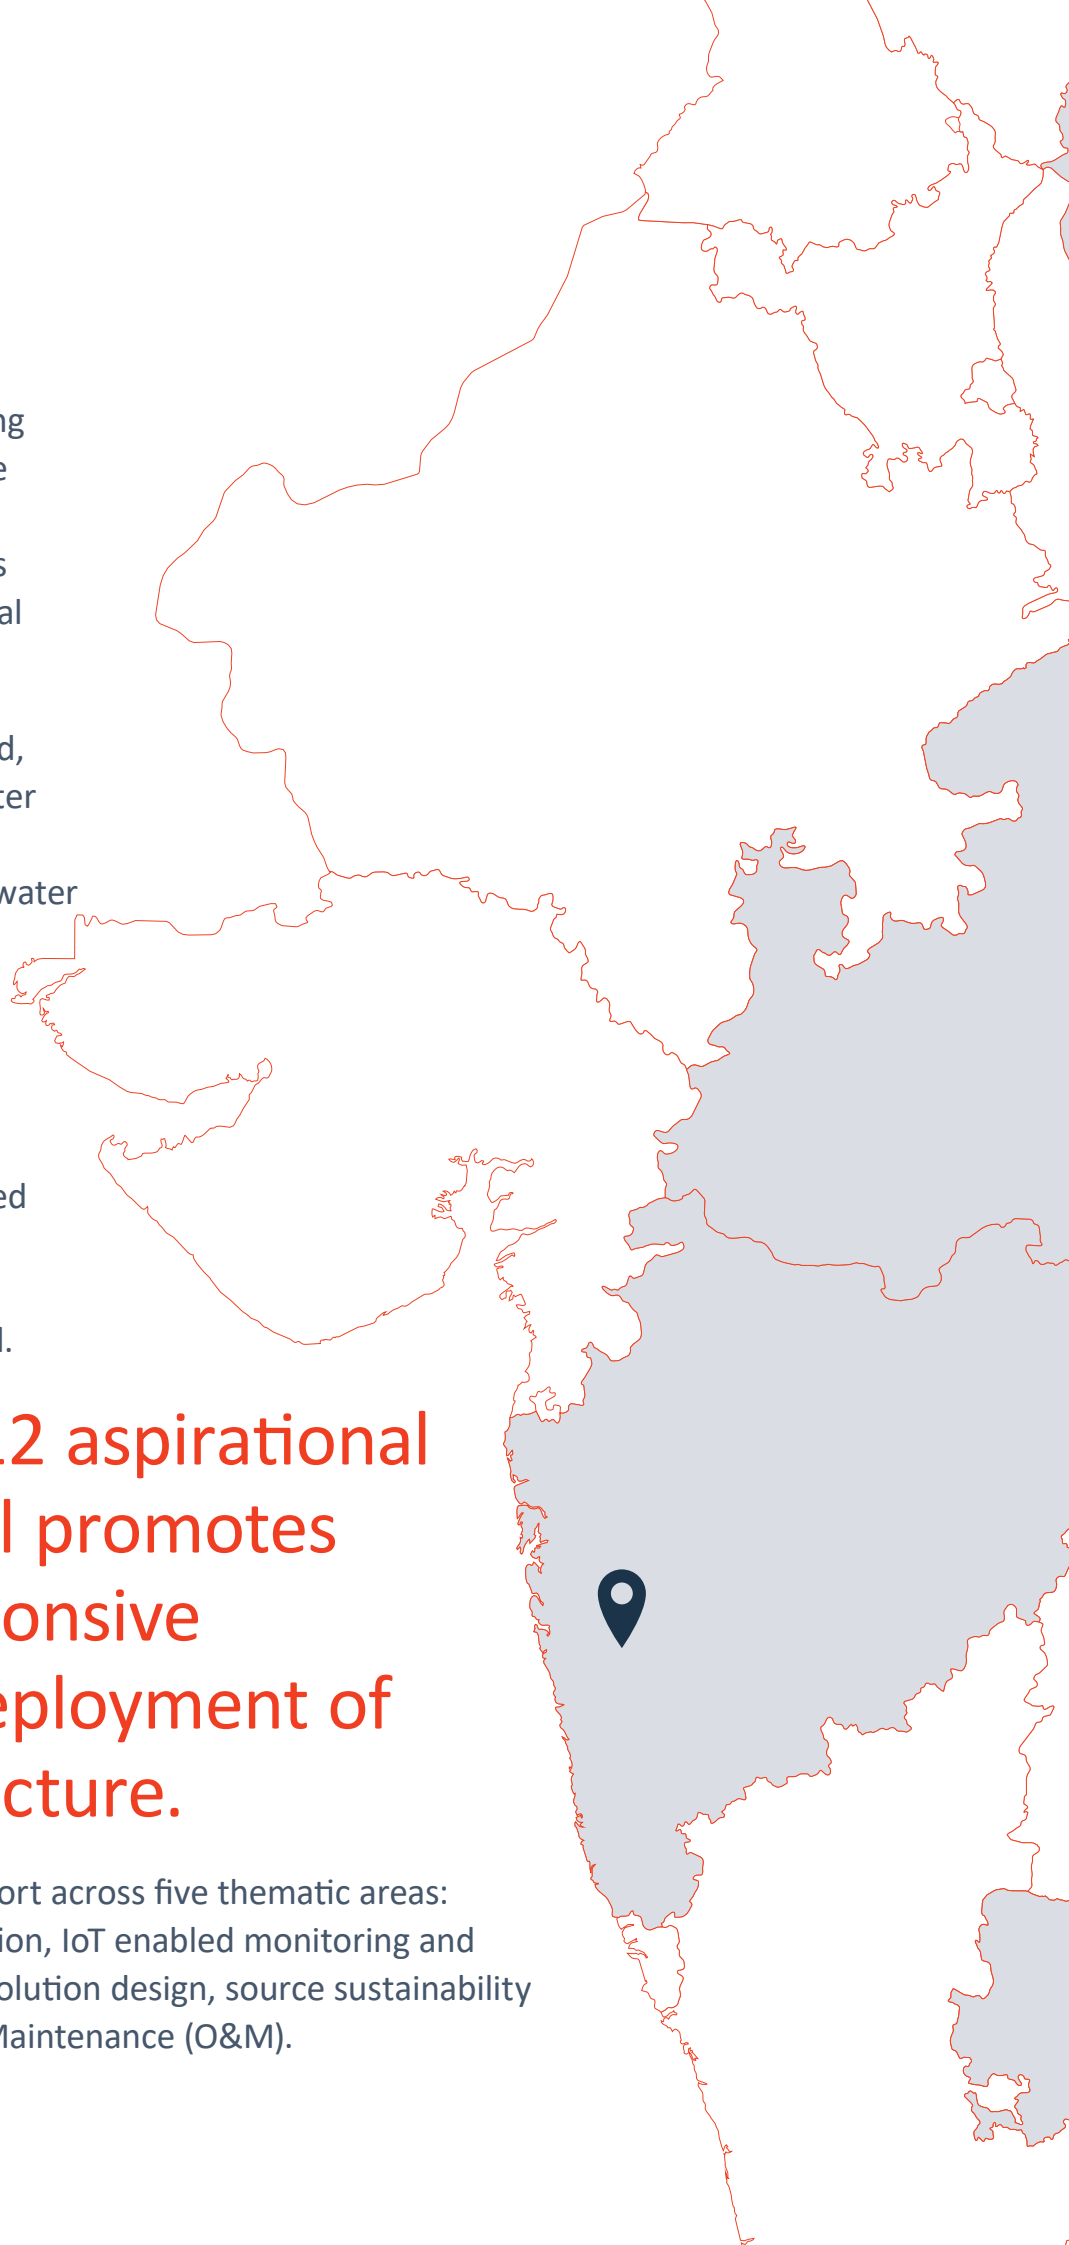 ng
e
s
al
d,
ter
water
ed
l.
12 aspirational
l promotes
onsive
eployment of
cture.
ort across five thematic areas:
ion, IoT enabled monitoring and
olution design, source sustainability
Maintenance (O&M).